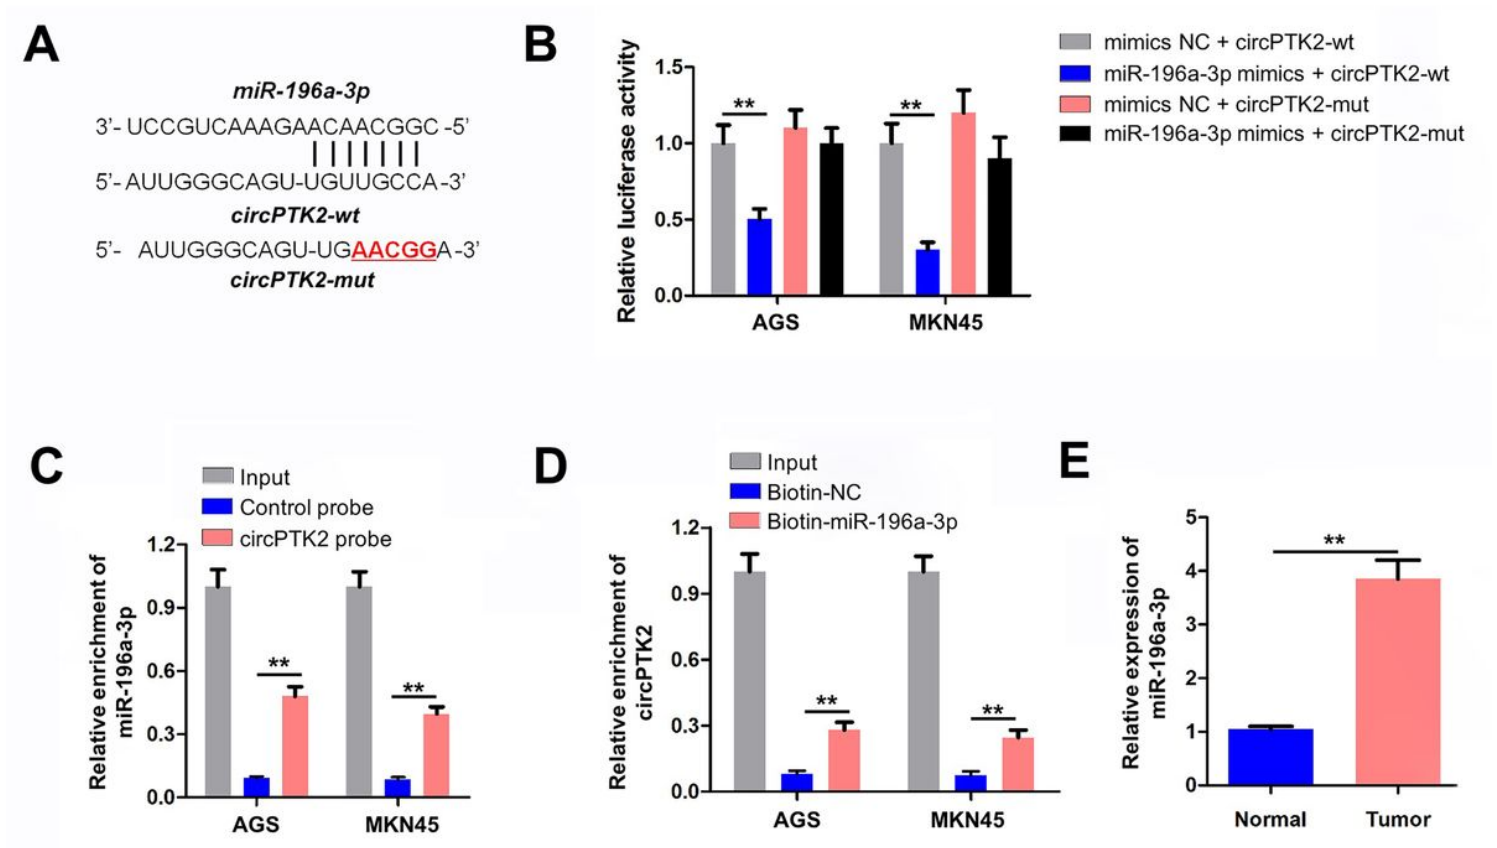 A
miR-196a-3p
3'- UCCGUCAAAGAACAACGGC -5'
5'- AUUGGGCAGU-UGUUGCCA -3'
circPTK2-wt
5'- AUUGGGCAGU-UGAACGGA -3'
circPTK2-mut
B
Relative luciferase activity
1.5
1.0
0.5
0.0
**
**
AGS
MKN45
mimics NC + circPTK2-wt
miR-196a-3p mimics + circPTK2-wt
mimics NC + circPTK2-mut
miR-196a-3p mimics + circPTK2-mut
C
Input
Control probe
circPTK2 probe
Relative enrichment of
miR-196a-3p
1.2
0.9
0.6
0.3
0.0
**
**
AGS
MKN45
D
Input
Biotin-NC
Biotin-miR-196a-3p
Relative enrichment of
circPTK2
1.2
0.9
0.6
0.3
0.0
**
**
AGS
MKN45
E
Relative expression of
miR-196a-3p
5
4
3
2
1
0
**
Normal
Tumor